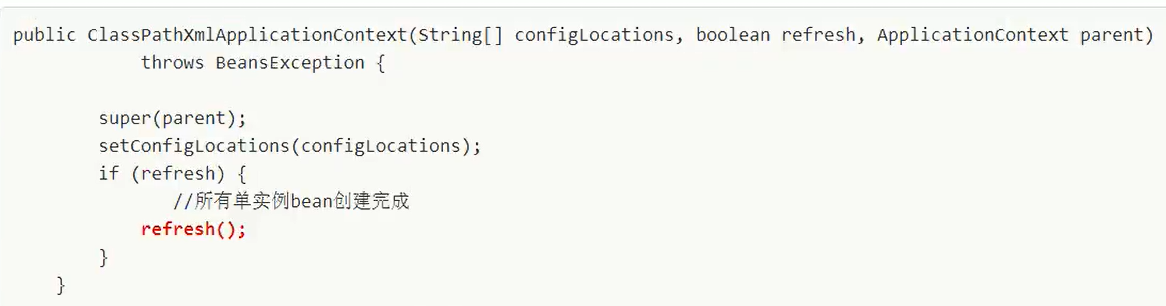 public ClassPathXmlApplicationContext(String[] configLocations, boolean refresh, ApplicationContext parent)
throws BeansException {
super(parent);
setConfigLocations(configLocations);
if (refresh) {
//所有单实例bean创建完成
refresh();
}
}